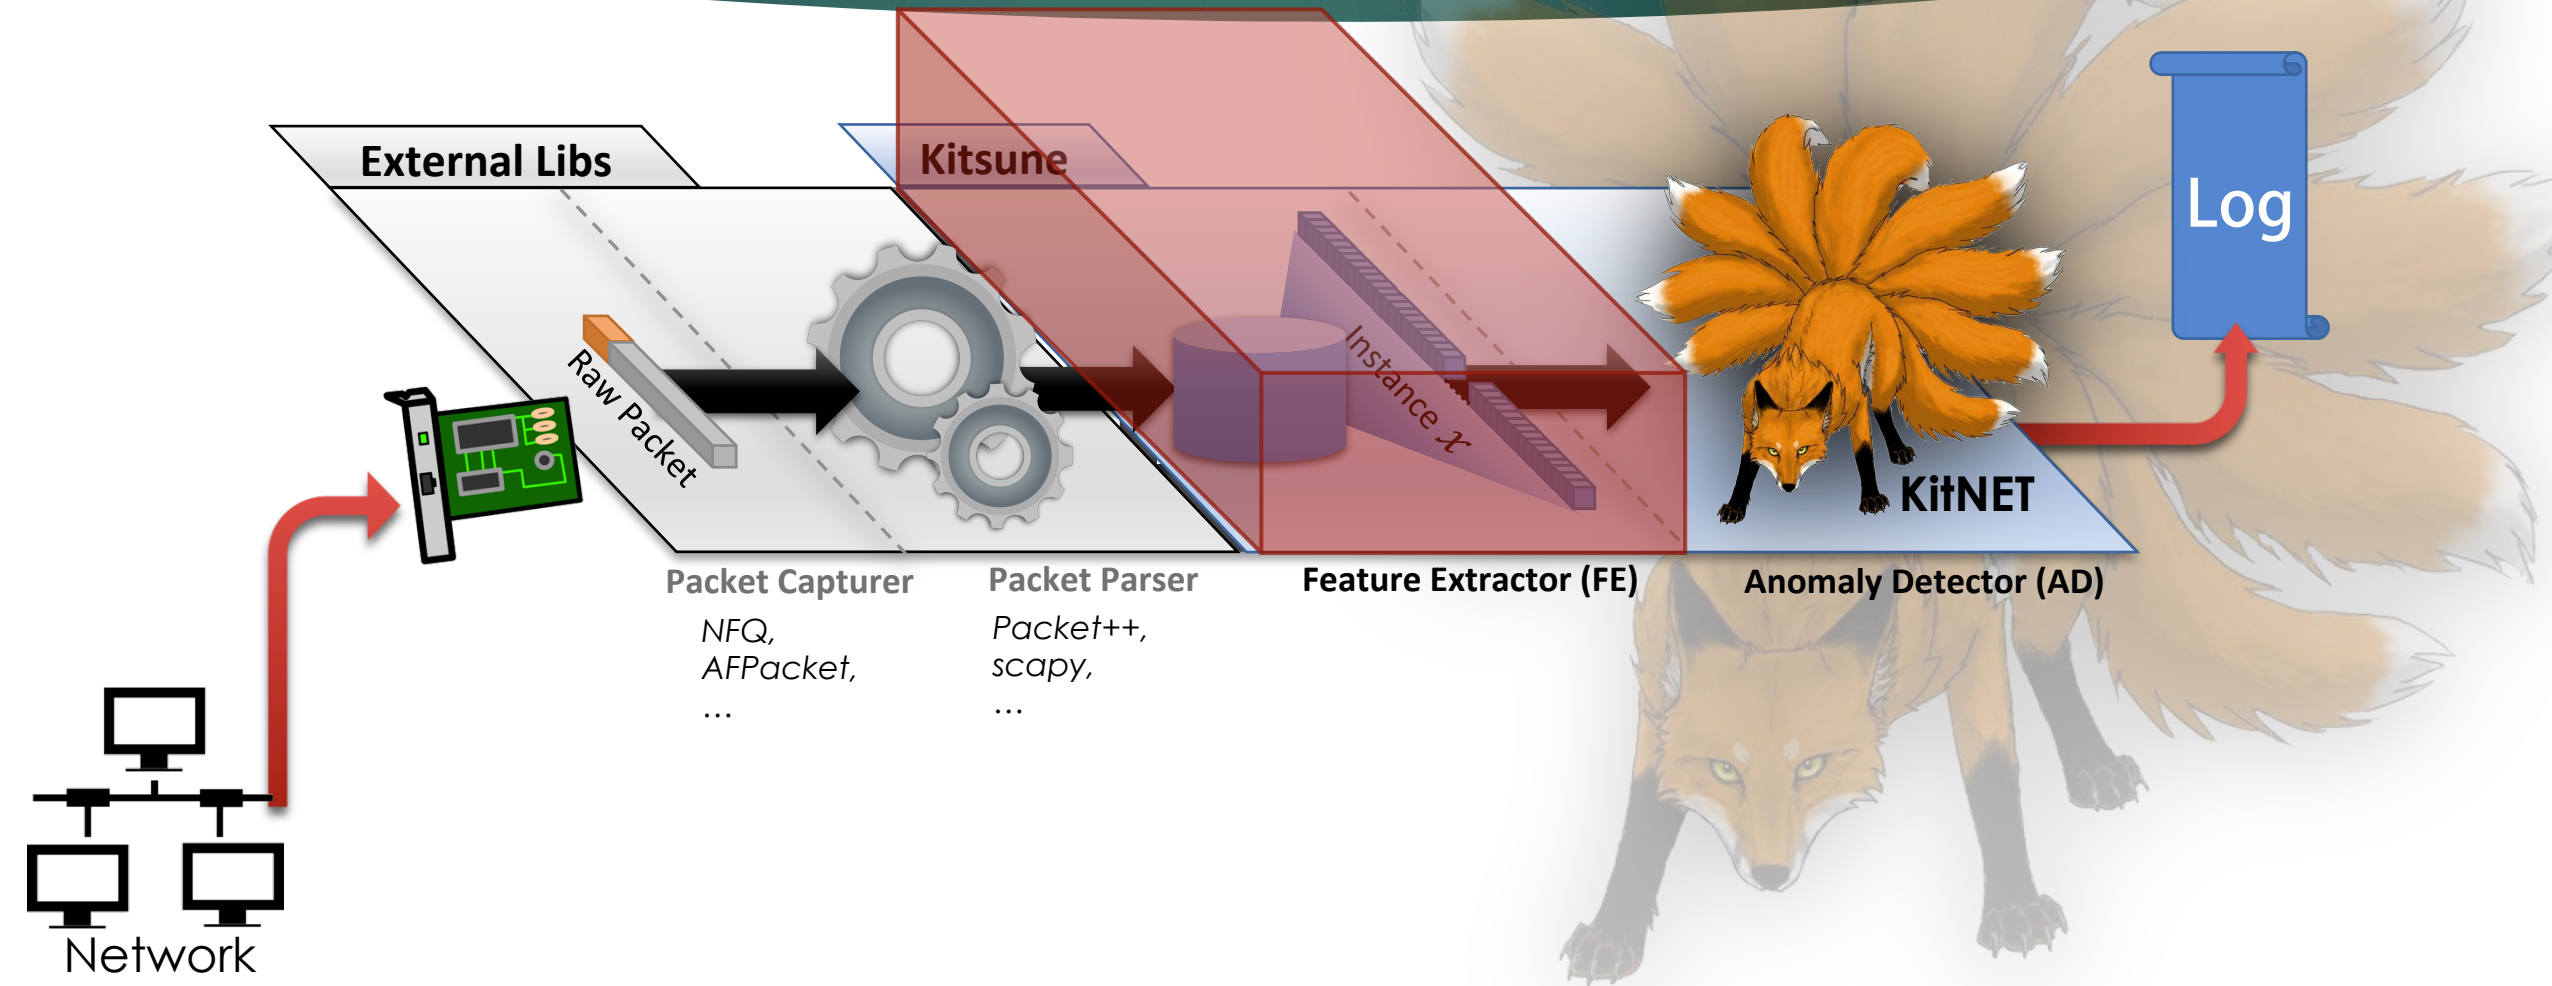 External Libs
Kitsune
Log
Raw Packet
Instance x
KitNET
Packet Capturer
Packet Parser
Feature Extractor (FE)
Anomaly Detector (AD)
NFQ,
AFPacket,
...
Packet++,
scapy,
...
Network